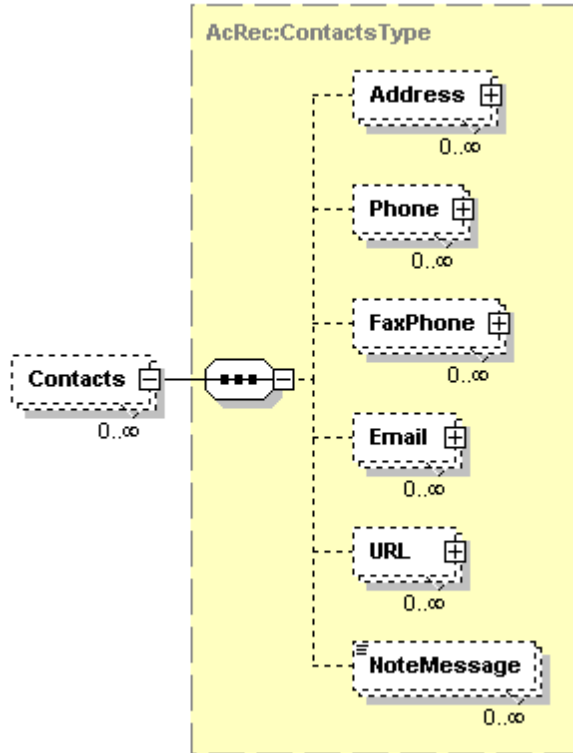 AcRec:ContactsType
Address
0..∞
Phone
0..∞
FaxPhone
0..∞
Contacts
0..∞
Email
0..∞
URL
0..∞
NoteMessage
0..∞